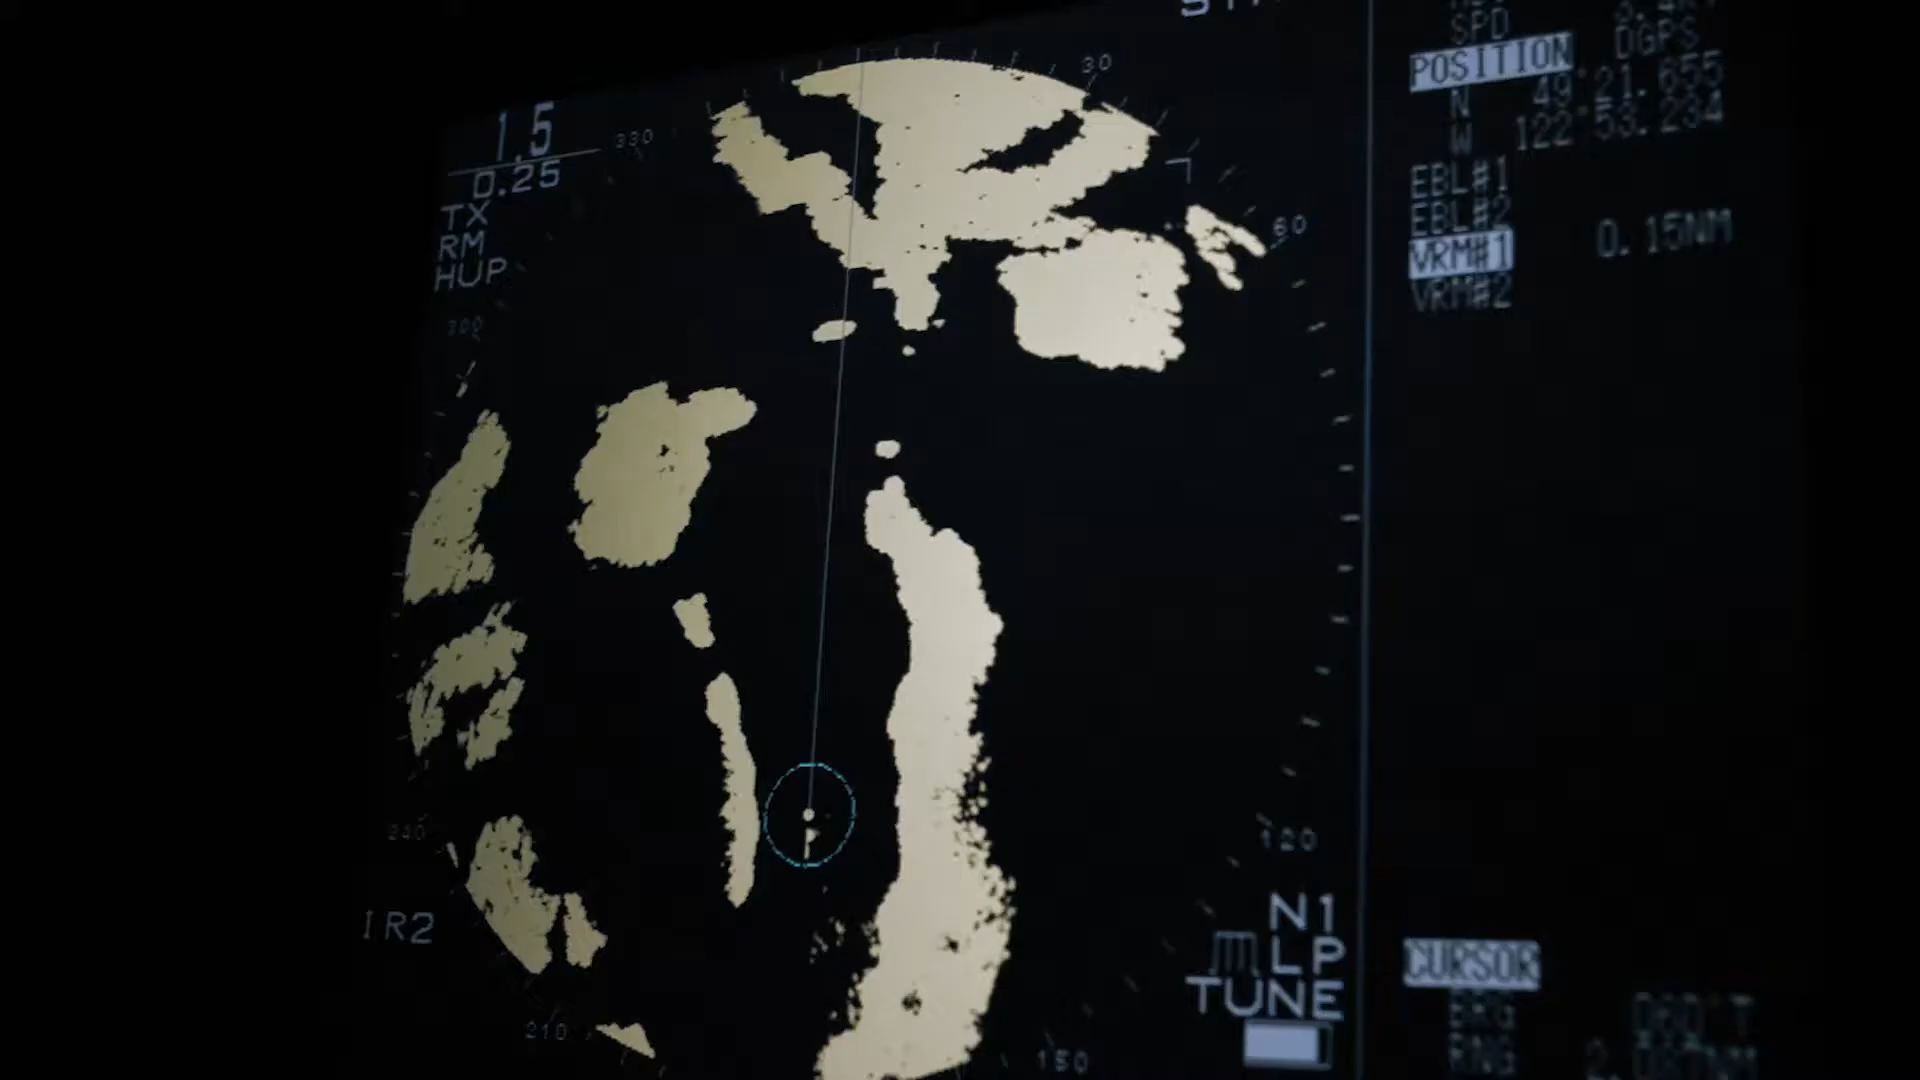 1.5
0.25
TX
RM
HUP
330
300
30
60
SPD
DGPS
POSITION
N 49°21.655
W 122°53.234
EBL#1
EBL#2
VRM#1 0.15NM
VRM#2
240
120
IR2
N1
LP
TUNE
210
150
CURSOR
BRG
RNG